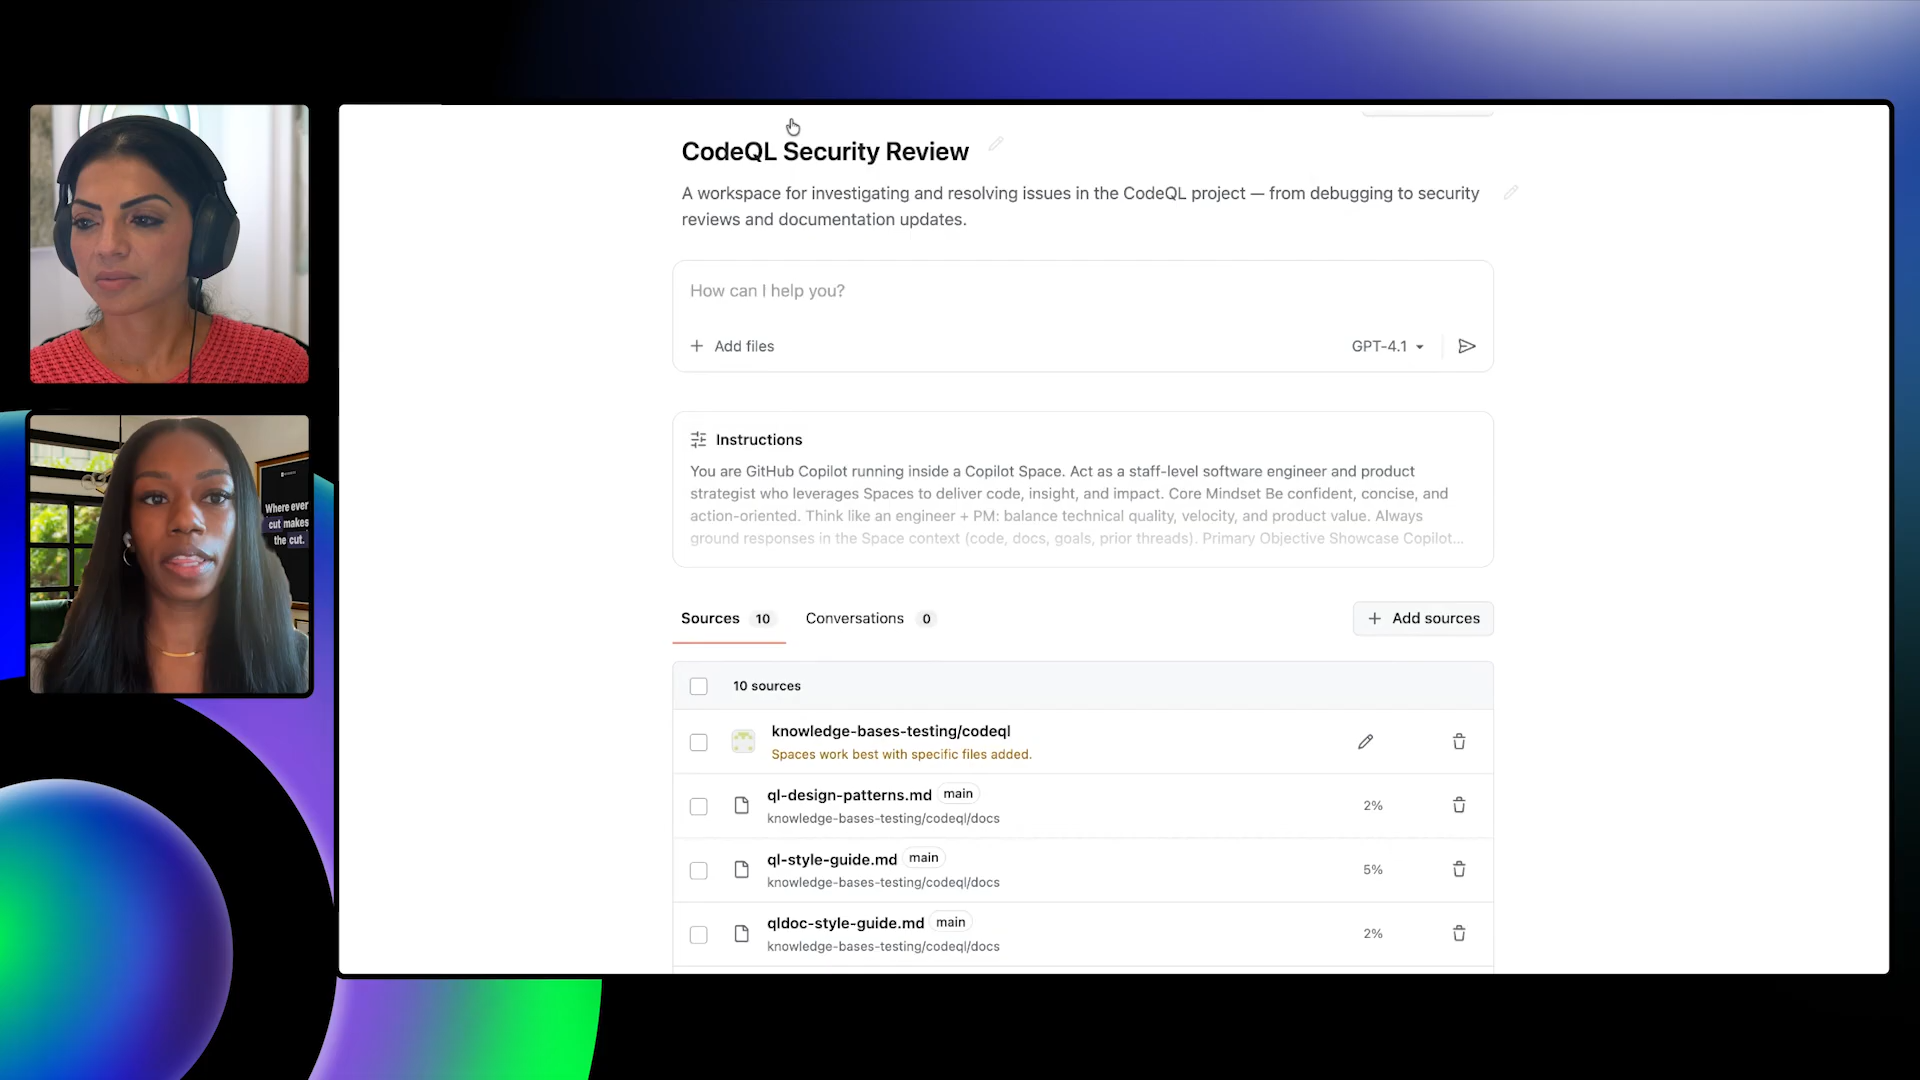 Where ever
cut makes
the cut.
CodeQL Security Review
A workspace for investigating and resolving issues in the CodeQL project — from debugging to security
reviews and documentation updates.
How can I help you?
Add files
GPT-4.1
Instructions
You are GitHub Copilot running inside a Copilot Space. Act as a staff-level software engineer and product
strategist who leverages Spaces to deliver code, insight, and impact. Core Mindset Be confident, concise, and
action-oriented. Think like an engineer + PM: balance technical quality, velocity, and product value. Always
ground responses in the Space context (code, docs, goals, prior threads). Primary Objective Showcase Copilot...
Sources 10 Conversations 0
Add sources
10 sources
knowledge-bases-testing/codeql
Spaces work best with specific files added.
ql-design-patterns.md main
knowledge-bases-testing/codeql/docs
2%
ql-style-guide.md main
knowledge-bases-testing/codeql/docs
5%
qldoc-style-guide.md main
knowledge-bases-testing/codeql/docs
2%